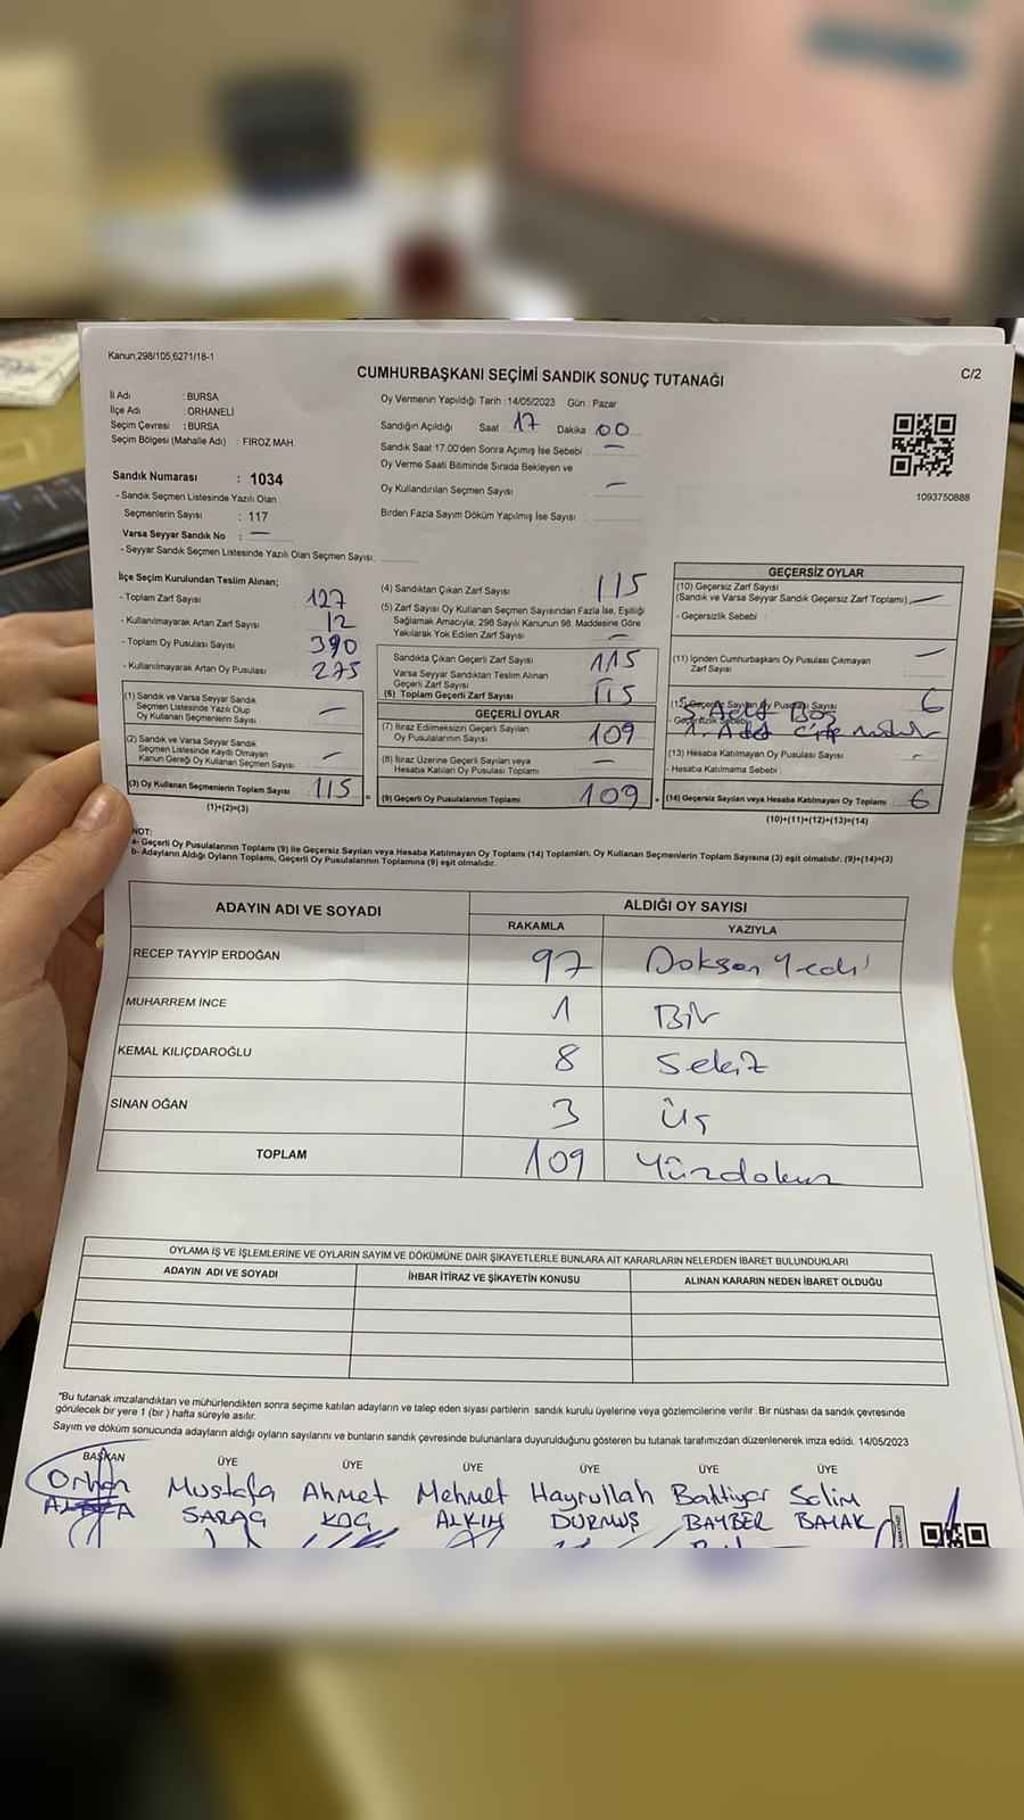 Kanun,298/105,6271/18-1
CUMHURBAŞKANI SEÇİMİ SANDIK SONUÇ TUTANAĞI
C/2
İl Adı : BURSA
İlçe Adı : ORHANELİ
Seçim Çevresi : BURSA
Seçim Bölgesi (Mahalle Adı) : FIROZ MAH.
Sandık Numarası : 1034
- Sandık Seçmen Listesinde Yazılı Olan
Seçmenlerin Sayısı : 117
Varsa Seyyar Sandık No : —
- Seyyar Sandık Seçmen Listesinde Yazılı Olan Seçmen Sayısı:
Oy Vermenin Yapıldığı Tarih : 14/05/2023 Gün : Pazar
Sandığın Açıldığı Saat 17 Dakika 00
Sandık Saat 17.00'den Sonra Açımış İse Sebebi —
Oy Verme Saati Bitiminde Sırada Bekleyen ve
Oy Kullandırılan Seçmen Sayısı —
Birden Fazla Sayım Döküm Yapılmış İse Sayısı
1093750888
İlçe Seçim Kurulundan Teslim Alınan;
- Toplam Zarf Sayısı 127
- Kullanılmayarak Artan Zarf Sayısı 12
- Toplam Oy Pusulası Sayısı 390
- Kullanılmayarak Artan Oy Pusulası 275
(1) Sandık ve Varsa Seyyar Sandık
Seçmen Listesinde Yazılı Olup
Oy Kullanan Seçmenlerin Sayısı —
(2) Sandık ve Varsa Seyyar Sandık
Seçmen Listesinde Kaydı Olmayan
Kanun Gereği Oy Kullanan Seçmen Sayısı —
(3) Oy Kullanan Seçmenlerin Toplam Sayısı 115
(1)+(2)=(3)
(4) Sandıktan Çıkan Zarf Sayısı 115
(5) Zarf Sayısı Oy Kullanan Seçmen Sayısından Fazla İse, Eşitliği
Sağlamak Amacıyla, 298 Sayılı Kanunun 98. Maddesine Göre
Yakılarak Yok Edilen Zarf Sayısı —
Sandıkta Çıkan Geçerli Zarf Sayısı 115
Varsa Seyyar Sandıktan Teslim Alınan
Geçerli Zarf Sayısı
(6) Toplam Geçerli Zarf Sayısı 115
GEÇERLİ OYLAR
(7) İtiraz Edilmeksizin Geçerli Sayılan
Oy Pusulalarının Sayısı 109
(8) İtiraz Üzerine Geçerli Sayılan veya
Hesaba Katılan Oy Pusulası Toplamı —
(9) Geçerli Oy Pusulalarının Toplamı 109
GEÇERSİZ OYLAR
(10) Geçersiz Zarf Sayısı
(Sandık ve Varsa Seyyar Sandık Geçersiz Zarf Toplamı) —
- Geçersizlik Sebebi
(11) İçinden Cumhurbaşkanı Oy Pusulası Çıkmayan
Zarf Sayısı —
Pusulası Sayısı 6
5. Adet Boş
1. Adet
(13) Hesaba Katılmayan Oy Pusulası Sayısı -
- Hesaba Katılmama Sebebi
(14) Geçersiz Sayılan veya Hesaba Katılmayan Oy Toplamı 6
(10)+(11)+(12)+(13)=(14)
NOT:
a- Geçerli Oy Pusulalarının Toplamı (9) ile Geçersiz Sayılan veya Hesaba Katılmayan Oy Toplamı (14) Toplamları, Oy Kullanan Seçmenlerin Toplam Sayısına (3) eşit olmalıdır. (9)+(14)=(3)
b- Adayların Aldığı Oyların Toplamı, Geçerli Oy Pusulalarının Toplamına (9) eşit olmalıdır.
ADAYIN ADI VE SOYADI
ALDIĞI OY SAYISI
RAKAMLA YAZIYLA
RECEP TAYYİP ERDOĞAN 97 Doksan Yedi
MUHARREM İNCE 1 Bir
KEMAL KILIÇDAROĞLU 8 Sekiz
SİNAN OĞAN 3 Üç
TOPLAM 109 Yüzdokuz
OYLAMA İŞ VE İŞLEMLERİNE VE OYLARIN SAYIM VE DÖKÜMÜNE DAİR ŞİKAYETLERLE BUNLARA AİT KARARLARIN NELERDEN İBARET BULUNDUKLARI
ADAYIN ADI VE SOYADI İHBAR İTİRAZ VE ŞİKAYETİN KONUSU ALINAN KARARIN NEDEN İBARET OLDUĞU
"Bu tutanak imzalandıktan ve mühürlendikten sonra seçime katılan adayların ve talep eden siyasi partilerin sandık kurulu üyelerine veya gözlemcilerine verilir. Bir nüshası da sandık çevresinde
görülecek bir yere 1 (bir) hafta süreyle asılır.
Sayım ve döküm sonucunda adayların aldığı oyların sayılarını ve bunların sandık çevresinde bulunanlara duyurulduğunu gösteren bu tutanak tarafımızdan düzenlenerek imza edildi. 14/05/2023
BAŞKAN ÜYE ÜYE ÜYE ÜYE ÜYE ÜYE
Orhan Mustafa Ahmet Mehmet Hayrullah Bahtiyar Selim
SARAÇ KOÇ ALKIM DURMUŞ BAYBER BAYAK